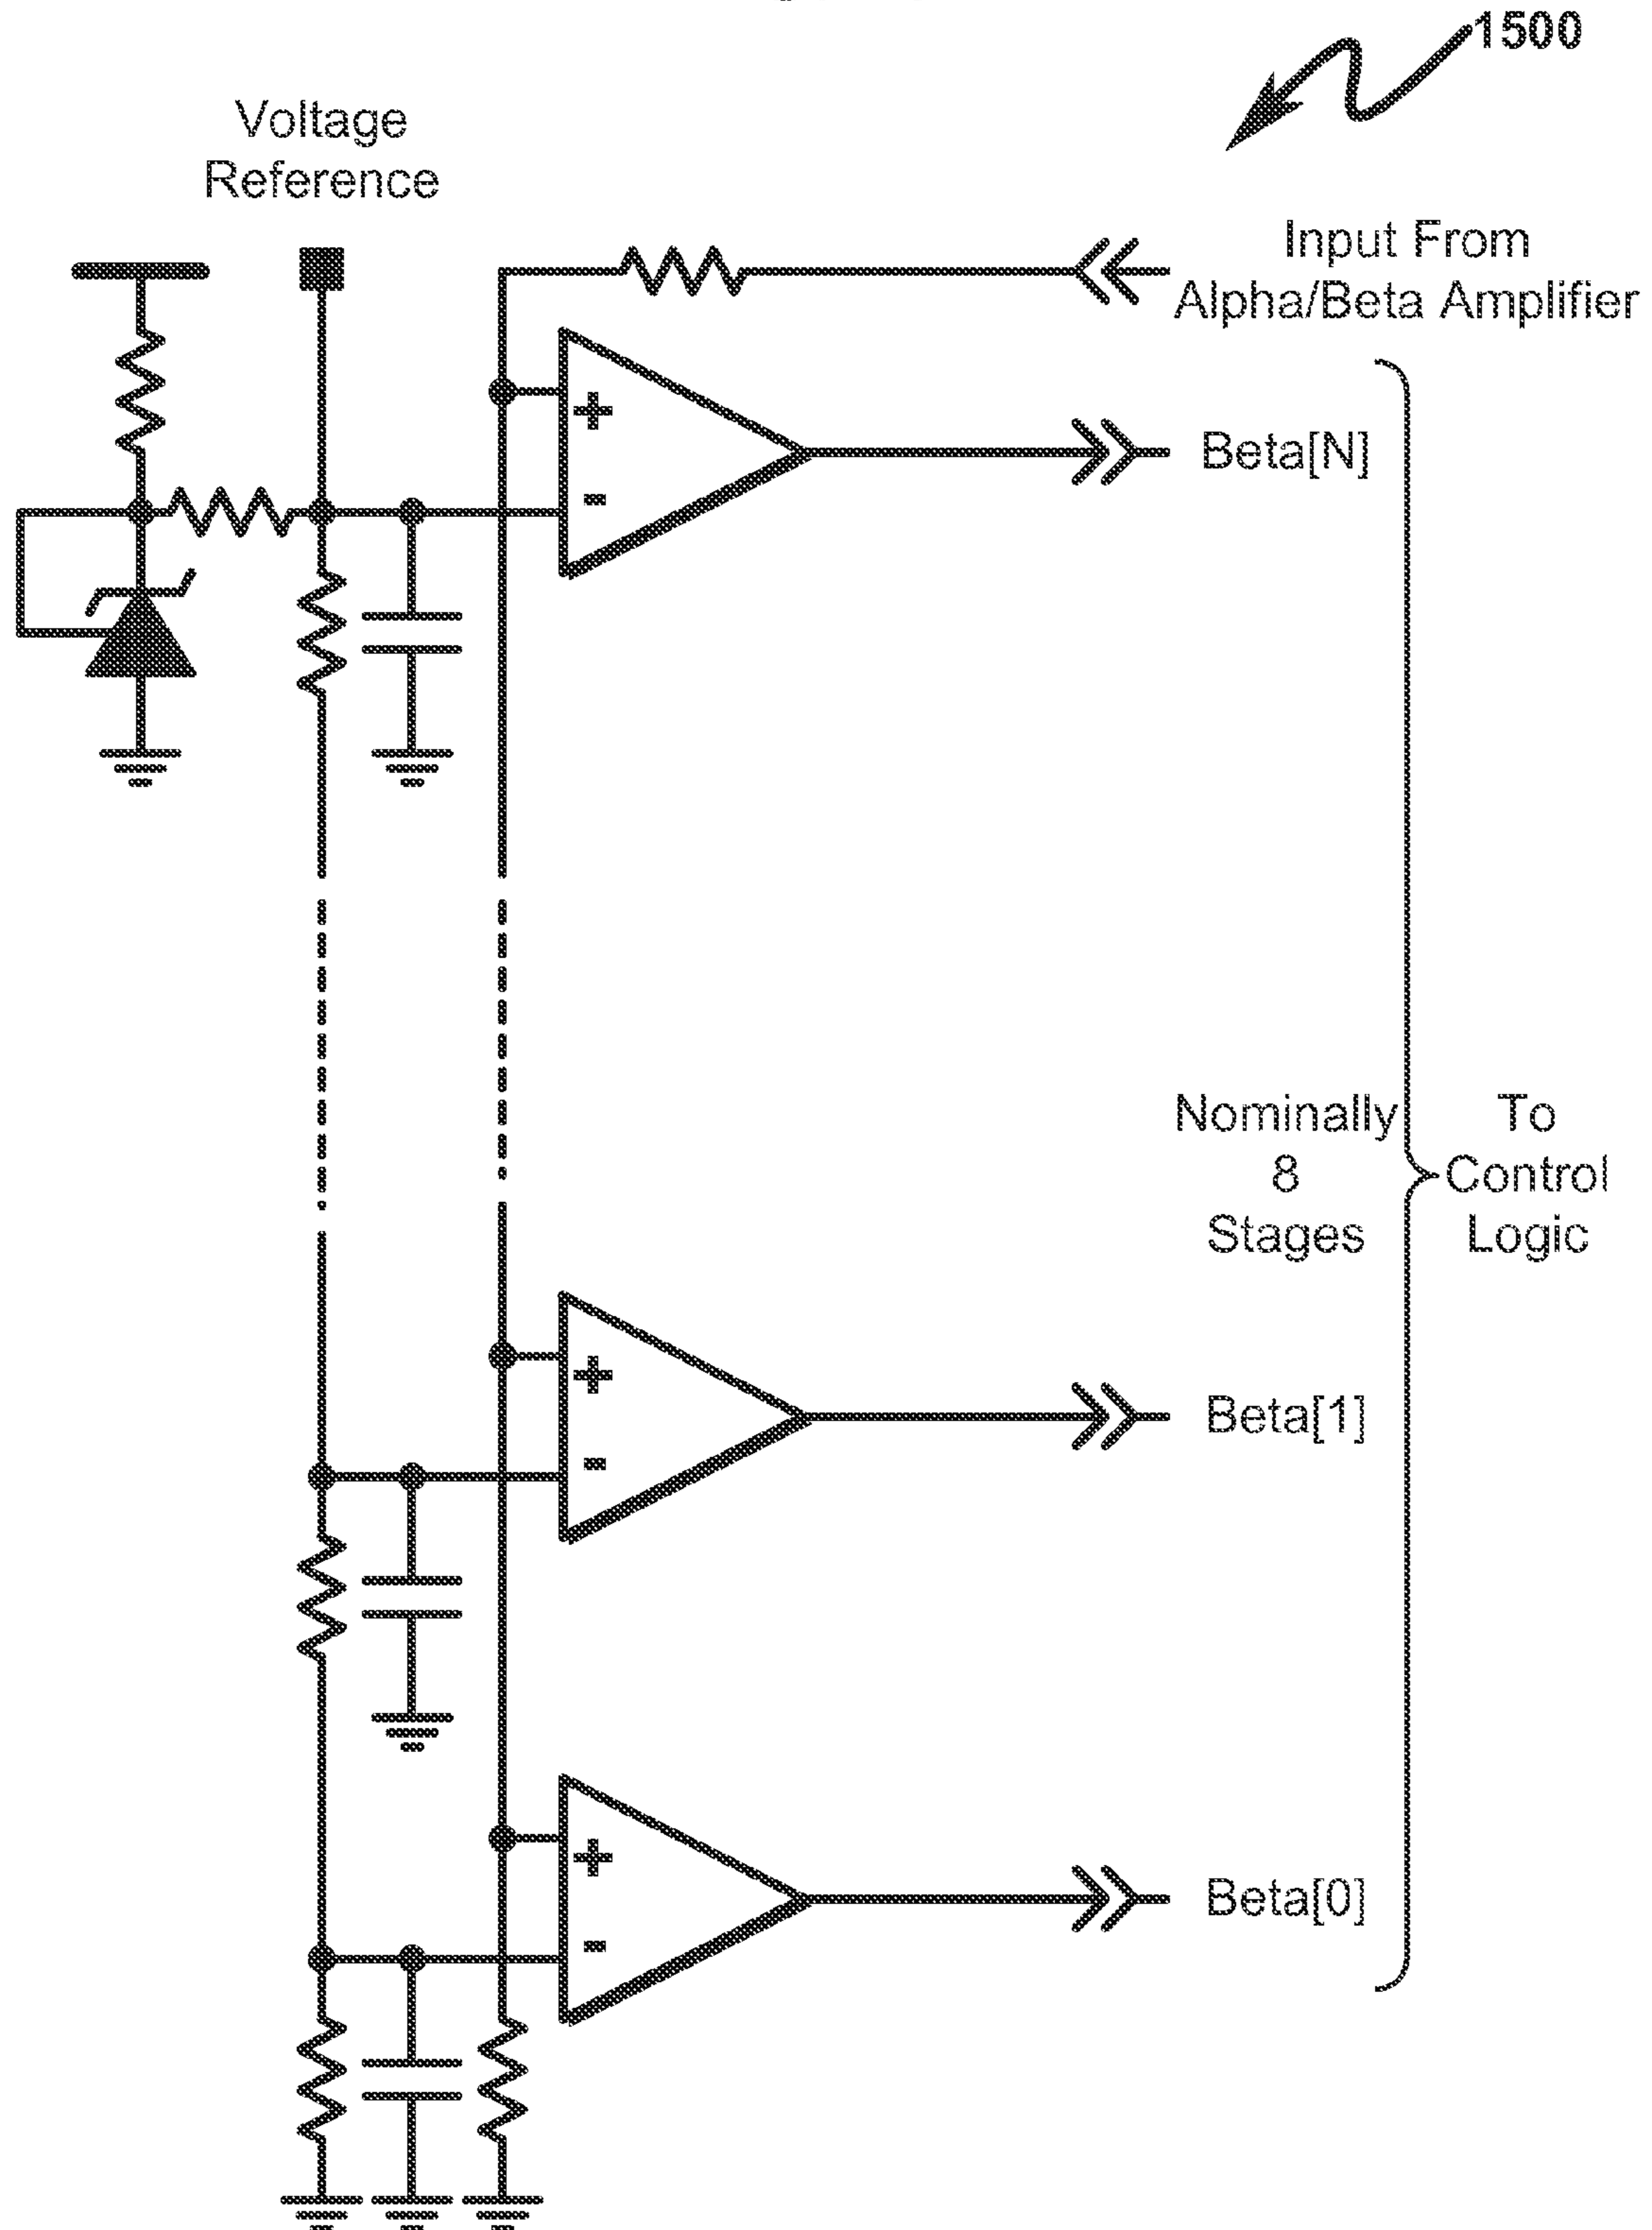 1500
Voltage
Reference
Input From
Alpha/Beta Amplifier
+
-
Beta[N]
Nominally
8
Stages
To
Control
Logic
+
-
Beta[1]
+
-
Beta[0]